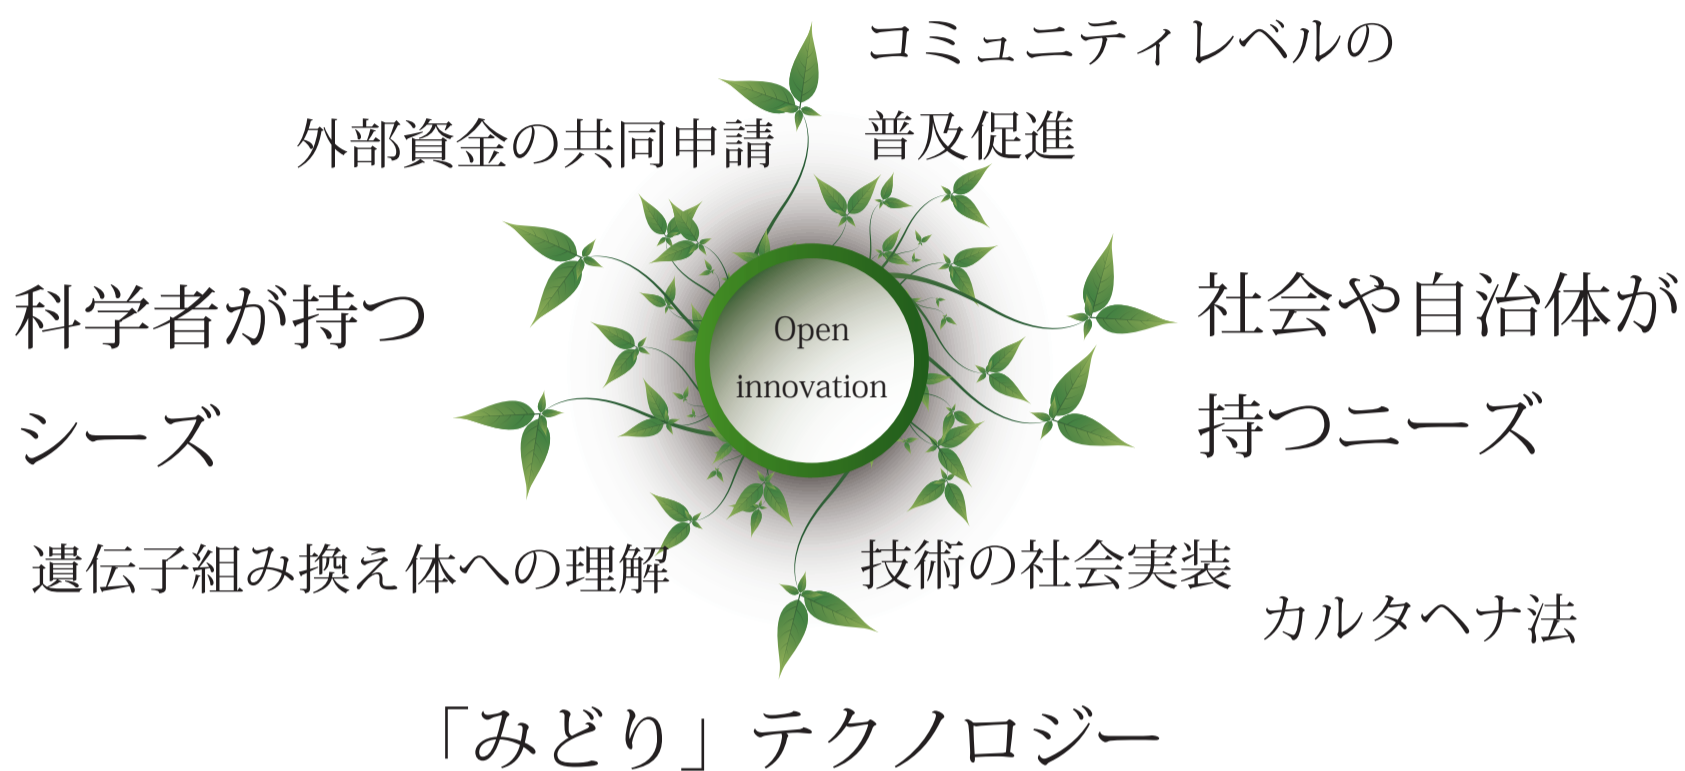 コミュニティレベルの
普及促進
外部資金の共同申請
科学者が持つ
シーズ
Open
innovation
社会や自治体が
持つニーズ
遺伝子組み換え体への理解
技術の社会実装
カルタヘナ法
「みどり」テクノロジー